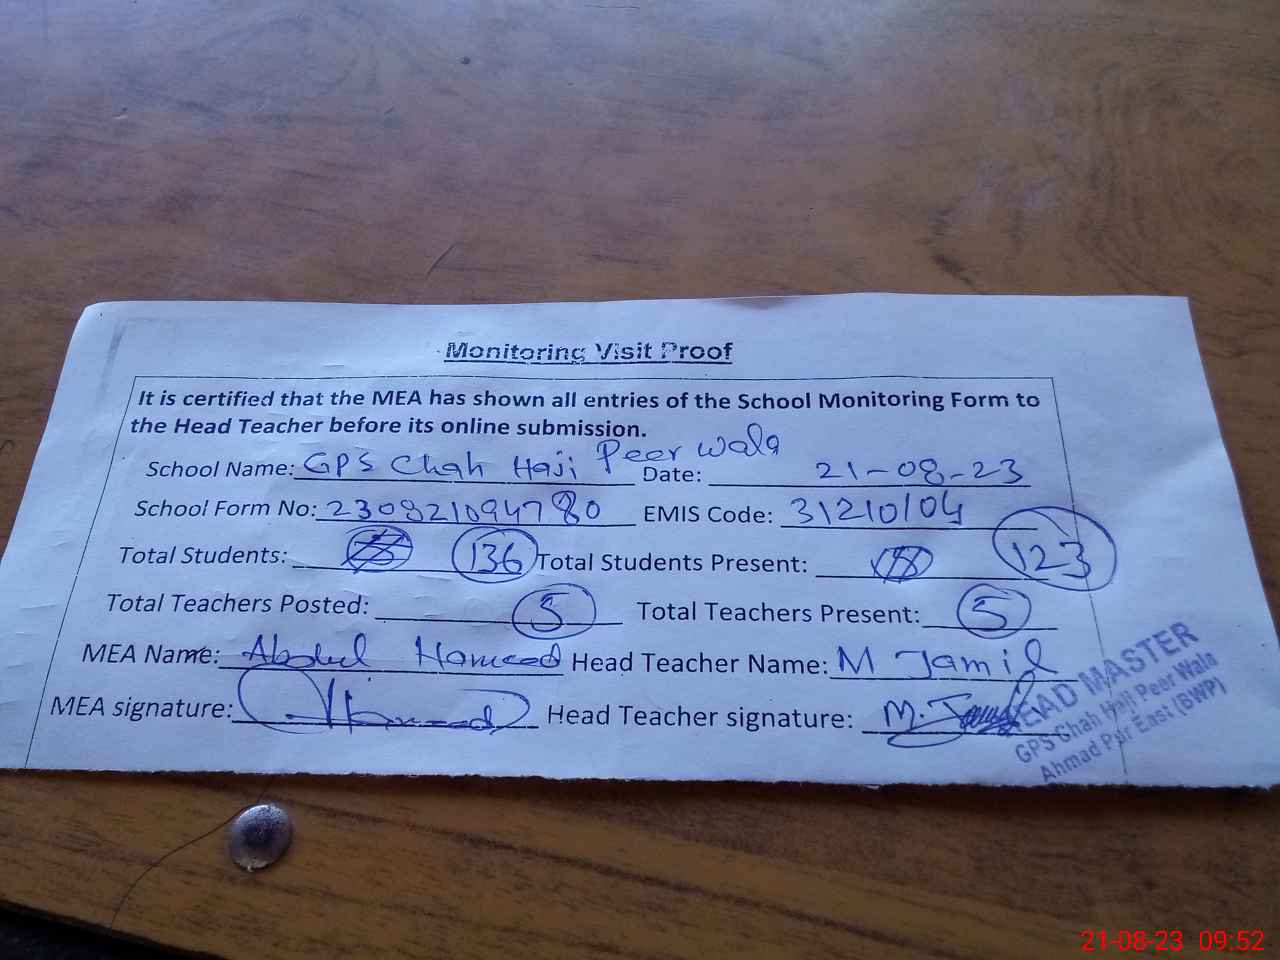 Monitoring Visit Proof
It is certified that the MEA has shown all entries of the School Monitoring Form to
the Head Teacher before its online submission.
School Name: GPS Chah Haji Peer wala Date: 21-08-23
School Form No: 230821094780 EMIS Code: 31210104
Total Students: 136 Total Students Present: 123
Total Teachers Posted: 5 Total Teachers Present: 5
MEA Name: Abdul Hameed Head Teacher Name: M Jamil
MEA signature: Hameed Head Teacher signature: M. Jamil
HEAD MASTER
GPS Chah Haji Peer Wala
Ahmad Pur East (BWP)
21-08-23 09:52